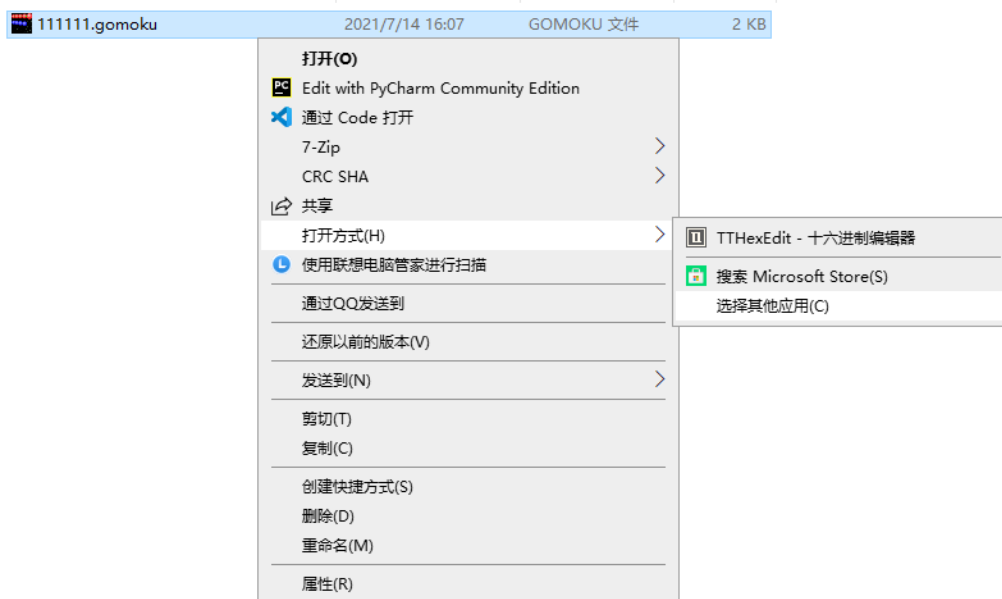 111111.gomoku 2021/7/14 16:07 GOMOKU 文件 2 KB
打开(O)
Edit with PyCharm Community Edition
通过 Code 打开
7-Zip
CRC SHA
共享
打开方式(H)
TTHexEdit - 十六进制编辑器
搜索 Microsoft Store(S)
选择其他应用(C)
使用联想电脑管家进行扫描
通过QQ发送到
还原以前的版本(V)
发送到(N)
剪切(T)
复制(C)
创建快捷方式(S)
删除(D)
重命名(M)
属性(R)